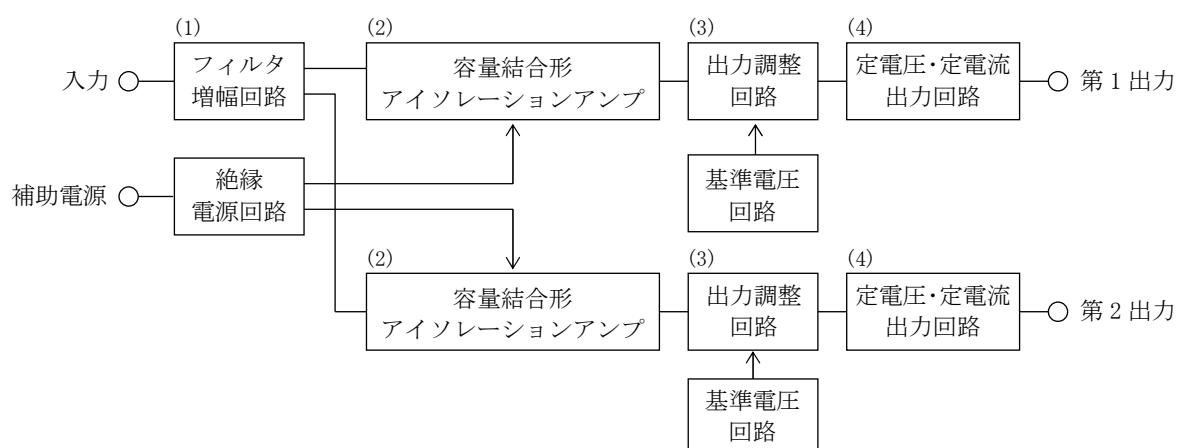 (1)
(2)
(3)
(4)
入力
フィルタ
増幅回路
容量結合形
アイソレーションアンプ
出力調整
回路
定電圧・定電流
出力回路
第1出力
補助電源
絶縁
電源回路
基準電圧
回路
(2)
(3)
(4)
容量結合形
アイソレーションアンプ
出力調整
回路
定電圧・定電流
出力回路
第2出力
基準電圧
回路